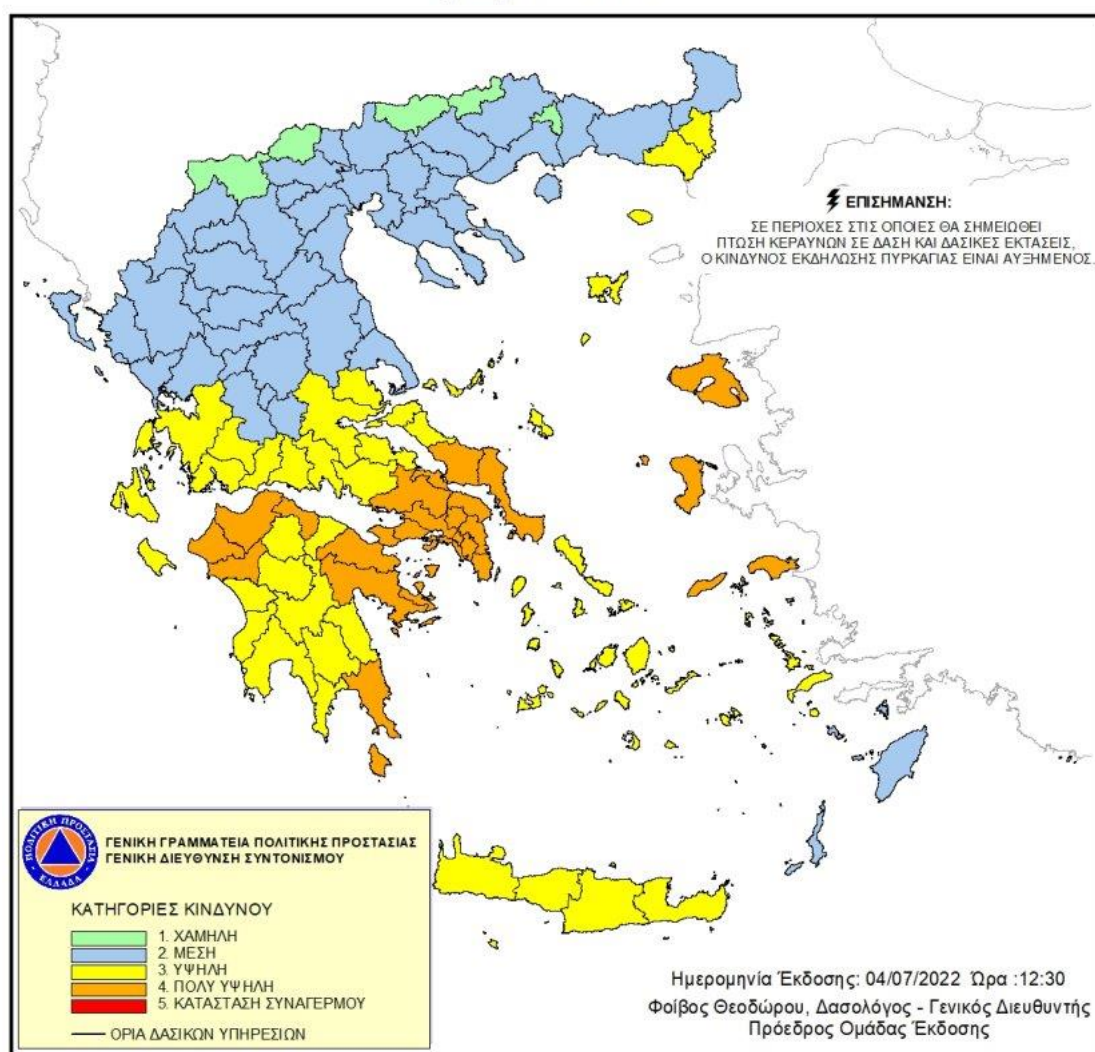 ΕΠΙΣΗΜΑΝΣΗ:
ΣΕ ΠΕΡΙΟΧΕΣ ΣΤΙΣ ΟΠΟΙΕΣ ΘΑ ΣΗΜΕΙΩΘΕΙ
ΠΤΩΣΗ ΚΕΡΑΥΝΩΝ ΣΕ ΔΑΣΗ ΚΑΙ ΔΑΣΙΚΕΣ ΕΚΤΑΣΕΙΣ,
Ο ΚΙΝΔΥΝΟΣ ΕΚΔΗΛΩΣΗΣ ΠΥΡΚΑΓΙΑΣ ΕΙΝΑΙ ΑΥΞΗΜΕΝΟΣ.
ΠΟΛΙΤΙΚΗ ΠΡΟΣΤΑΣΙΑ
ΕΛΛΑΔΑ
ΓΕΝΙΚΗ ΓΡΑΜΜΑΤΕΙΑ ΠΟΛΙΤΙΚΗΣ ΠΡΟΣΤΑΣΙΑΣ
ΓΕΝΙΚΗ ΔΙΕΥΘΥΝΣΗ ΣΥΝΤΟΝΙΣΜΟΥ
ΚΑΤΗΓΟΡΙΕΣ ΚΙΝΔΥΝΟΥ
1. ΧΑΜΗΛΗ
2. ΜΕΣΗ
3. ΥΨΗΛΗ
4. ΠΟΛΥ ΥΨΗΛΗ
5. ΚΑΤΑΣΤΑΣΗ ΣΥΝΑΓΕΡΜΟΥ
ΟΡΙΑ ΔΑΣΙΚΩΝ ΥΠΗΡΕΣΙΩΝ
Ημερομηνία Έκδοσης: 04/07/2022 Ώρα :12:30
Φοίβος Θεοδώρου, Δασολόγος - Γενικός Διευθυντής
Πρόεδρος Ομάδας Έκδοσης